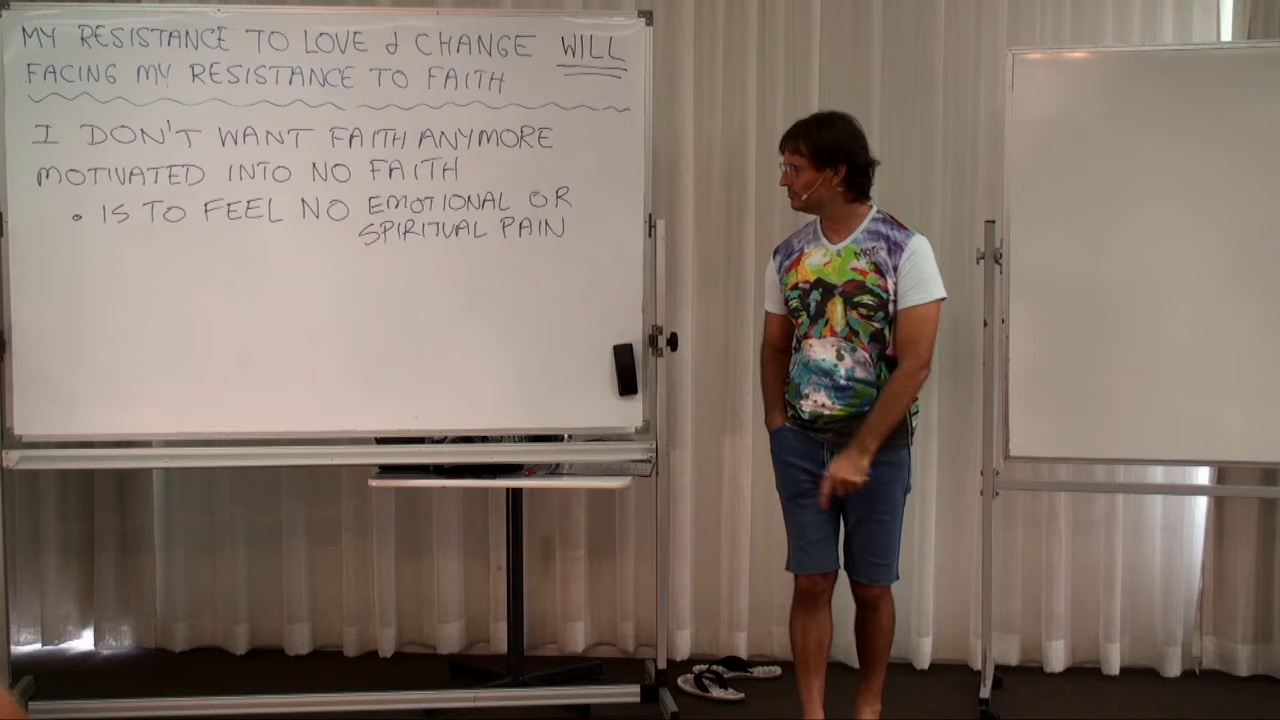 MY RESISTANCE TO LOVE & CHANGE WILL
FACING MY RESISTANCE TO FAITH
I DON'T WANT FAITH ANYMORE
MOTIVATED INTO NO FAITH
• IS TO FEEL NO EMOTIONAL OR
SPIRITUAL PAIN